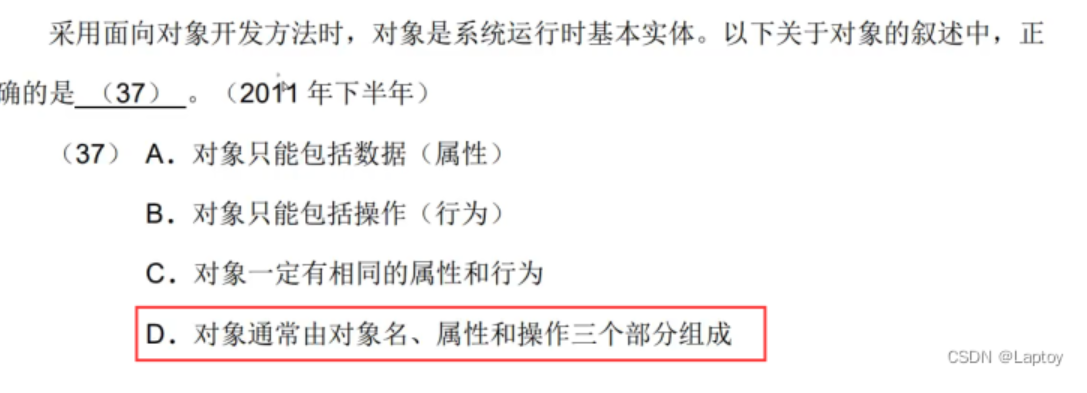 采用面向对象开发方法时，对象是系统运行时基本实体。以下关于对象的叙述中，正
确的是 （37） 。（2011 年下半年）
（37） A．对象只能包括数据（属性）
B．对象只能包括操作（行为）
C．对象一定有相同的属性和行为
D．对象通常由对象名、属性和操作三个部分组成
CSDN @Laptoy